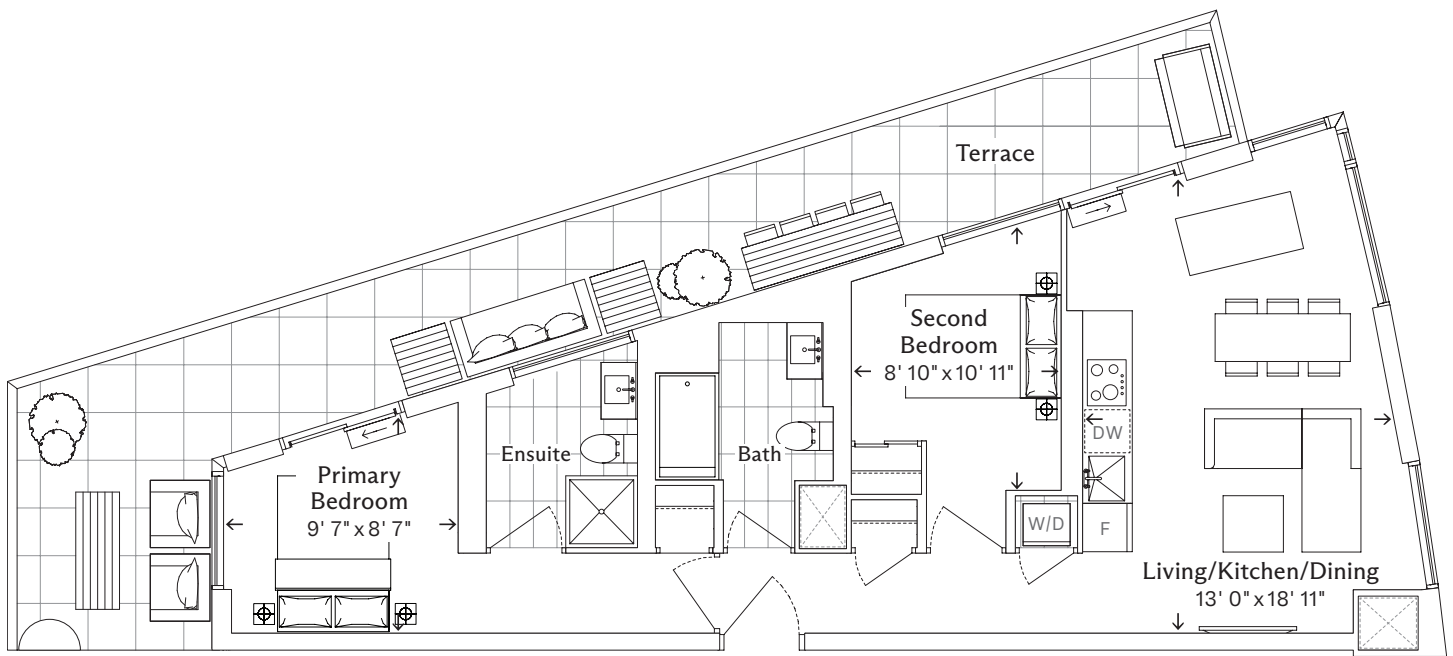 Terrace
Second
Bedroom
8' 10" x 10' 11"
DW
Ensuite
Bath
Primary
Bedroom
9' 7" x 8' 7"
W/D
F
Living/Kitchen/Dining
13' 0" x 18' 11"